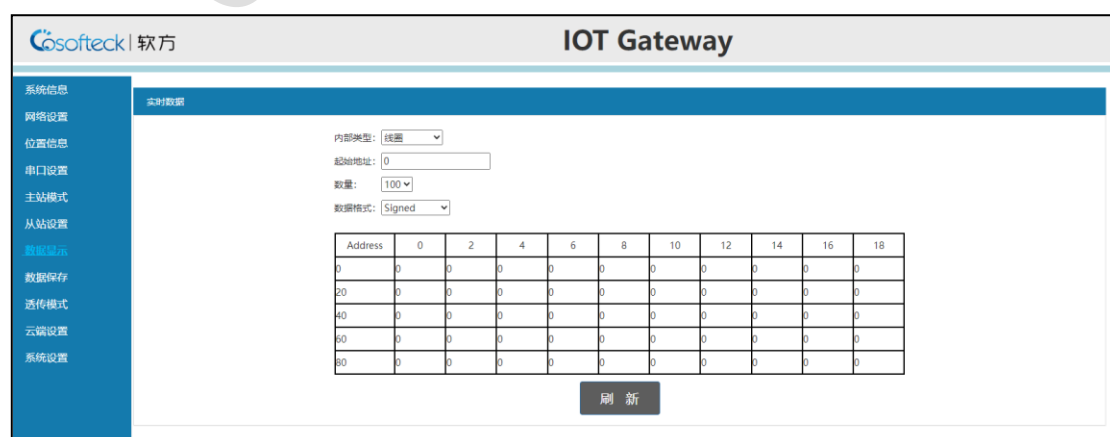 Cosofteck 软方
IOT Gateway
系统信息
网络设置
位置信息
串口设置
主站模式
从站设置
数据显示
数据保存
透传模式
云端设置
系统设置
实时数据
内部类型: 线圈
起始地址: 0
数量: 100
数据格式: Signed
Address 0 2 4 6 8 10 12 14 16 18
0 0 0 0 0 0 0 0 0 0 0
20 0 0 0 0 0 0 0 0 0 0
40 0 0 0 0 0 0 0 0 0 0
60 0 0 0 0 0 0 0 0 0 0
80 0 0 0 0 0 0 0 0 0 0
刷 新